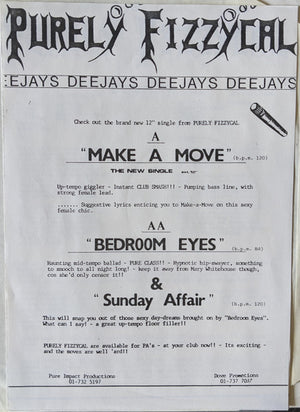 PURELY FIZZYCAL
EEJAYS DEEJAYS DEEJAYS DEEJAYS
Check out the brand new 12" single from PURELY FIZZYCAL
A
" MAKE A MOVE " (b.p.m. 120)
THE NEW SINGLE
Up-tempo giggler - Instant CLUB SMASH!!! - Pumping bass line, with
strong female lead.
....... Suggestive lyrics enticing you to Make-a-Move on this sexy
female chic.
AA
" BEDROOM EYES " (b.p.m. 84)
Haunting mid-tempo ballad - PURE CLASS!! - Hypnotic hip-swayer, something
to smooch to all night long! - keep it away from Mary Whitehouse though,
cos she'd only censor it!!
&
" Sunday Affair " (b.p.m. 120)
This will snap you out of those sexy day-dreams brought on by "Bedroom Eyes".
What can I say! - a great up-tempo floor filler!!
PURELY FIZZYCAL are available for PA's - at your club now!! - Its exciting -
and the moves are well 'ard!!
Pure Impact Productions
01-732 5197
Dove Promotions
01-737 7087